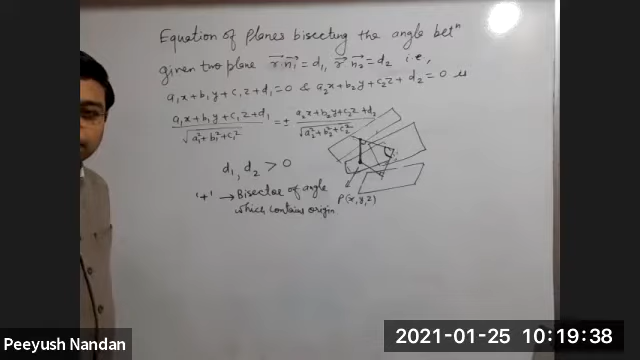 Equation of planes bisecting the angle betⁿ
given two plane r⃗.n₁⃗ = d₁, r⃗ n₂⃗ = d₂ i.e,
a₁x + b₁y + c₁z + d₁ = 0 & a₂x + b₂y + c₂z + d₂ = 0 is
(a₁x + b₁y + c₁z + d₁)/√(a₁² + b₁² + c₁²) = ± (a₂x + b₂y + c₂z + d₂)/√(a₂² + b₂² + c₂²)
d₁, d₂ > 0
'+' → Bisector of angle
which contains origin
P(x,y,z)
Peeyush Nandan
2021-01-25 10:19:38